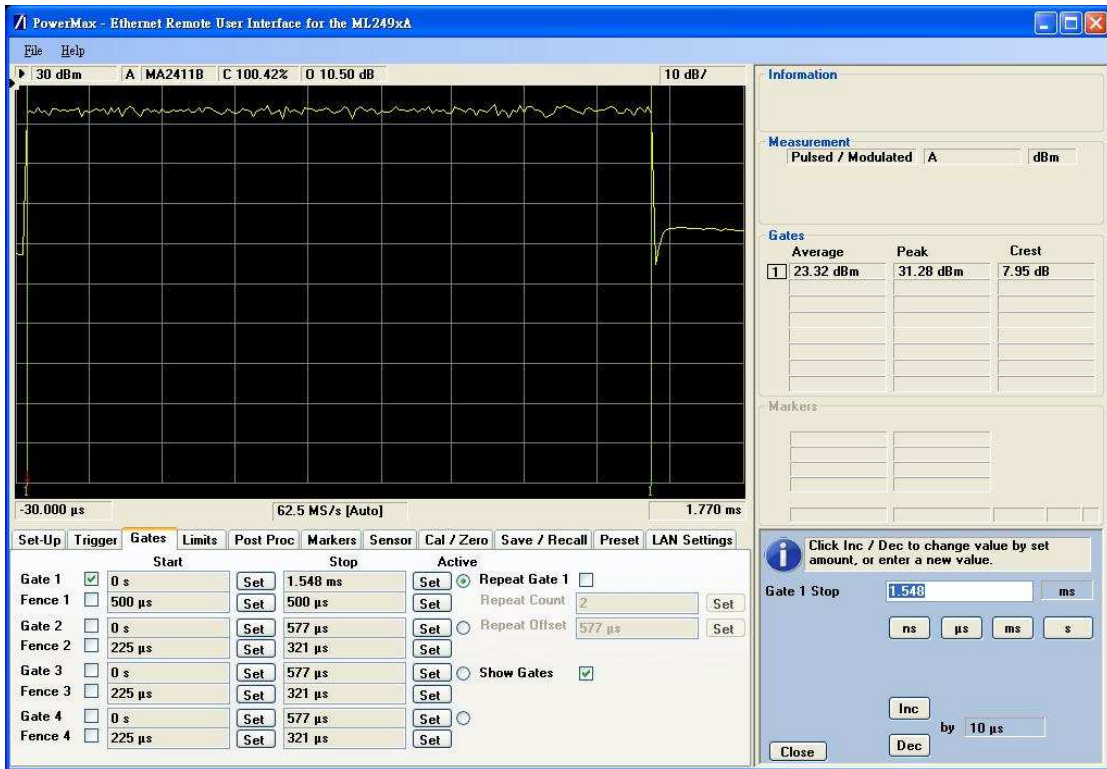 PowerMax - Ethernet Remote User Interface for the ML249xA
File Help
30 dBm A MA2411B C 100.42% O 10.50 dB 10 dB/
1 1
-30.000 µs 62.5 MS/s [Auto] 1.770 ms
Set-Up Trigger Gates Limits Post Proc Markers Sensor Cal / Zero Save / Recall Preset LAN Settings
Start Stop Active
Gate 1 0 s Set 1.548 ms Set Repeat Gate 1
Fence 1 500 µs Set 500 µs Set Repeat Count 2 Set
Gate 2 0 s Set 577 µs Set Repeat Offset 577 µs Set
Fence 2 225 µs Set 321 µs Set
Gate 3 0 s Set 577 µs Set Show Gates
Fence 3 225 µs Set 321 µs Set
Gate 4 0 s Set 577 µs Set
Fence 4 225 µs Set 321 µs Set
Information
Measurement
Pulsed / Modulated A dBm
Gates
Average Peak Crest
1 23.32 dBm 31.28 dBm 7.95 dB
Markers
Click Inc / Dec to change value by set
amount, or enter a new value.
Gate 1 Stop 1.548 ms
ns µs ms s
Inc
by 10 µs
Dec
Close